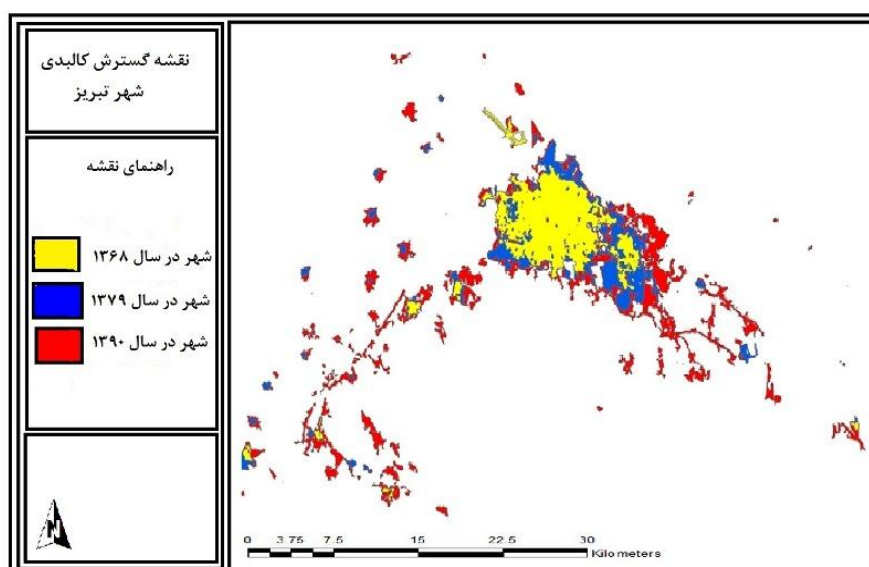 نقشه گسترش کالبدی
شهر تبریز
راهنمای نقشه
شهر در سال ۱۳۶۸
شهر در سال ۱۳۷۹
شهر در سال ۱۳۹۰
N
0 3.75 7.5 15 22.5 30
Kilometers